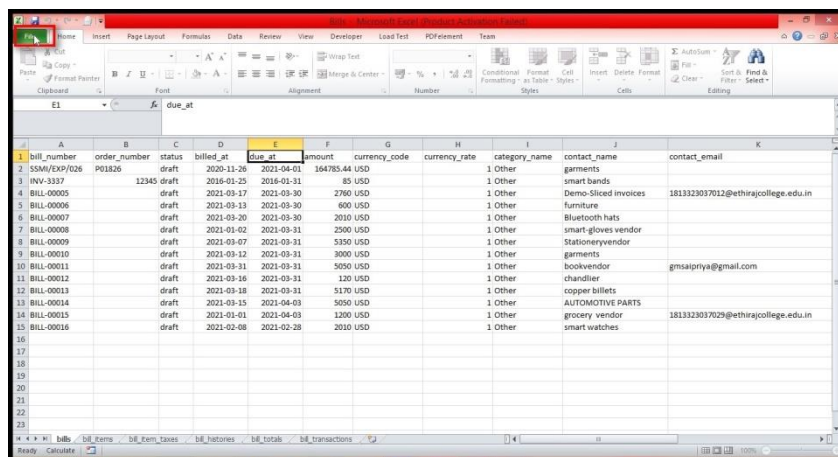 Bills - Microsoft Excel (Product Activation Failed)
File Home Insert Page Layout Formulas Data Review View Developer Load Test PDFelement Team
Cut
Copy
Format Painter
Paste
Clipboard
B I U
Font
Wrap Text
Merge & Center
Alignment
Number
Conditional Formatting
Format as Table
Cell Styles
Styles
Insert Delete Format
Cells
AutoSum
Fill
Clear
Sort & Filter
Find & Select
Editing
E1 fx due_at
A B C D E F G H I J K
1 bill_number order_number status billed_at due_at amount currency_code currency_rate category_name contact_name contact_email
2 SSMI/EXP/026 P01826 draft 2020-11-26 2021-04-01 164785.44 USD 1 Other garments
3 INV-3337 12345 draft 2016-01-25 2016-01-31 85 USD 1 Other smart bands
4 BILL-00005 draft 2021-03-17 2021-03-30 2760 USD 1 Other Demo-Sliced invoices 1813323037012@ethirajcollege.edu.in
5 BILL-00006 draft 2021-03-13 2021-03-30 600 USD 1 Other furniture
6 BILL-00007 draft 2021-03-20 2021-03-30 2010 USD 1 Other Bluetooth hats
7 BILL-00008 draft 2021-01-02 2021-03-31 2500 USD 1 Other smart-gloves vendor
8 BILL-00009 draft 2021-03-07 2021-03-31 5350 USD 1 Other Stationeryvendor
9 BILL-00010 draft 2021-03-12 2021-03-31 3000 USD 1 Other garments
10 BILL-00011 draft 2021-03-31 2021-03-31 5050 USD 1 Other bookvendor gmsaipriya@gmail.com
11 BILL-00012 draft 2021-03-16 2021-03-31 120 USD 1 Other chandlier
12 BILL-00013 draft 2021-03-18 2021-03-31 5170 USD 1 Other copper billets
13 BILL-00014 draft 2021-03-15 2021-04-03 5050 USD 1 Other AUTOMOTIVE PARTS
14 BILL-00015 draft 2021-01-01 2021-04-03 1200 USD 1 Other grocery vendor 1813323037029@ethirajcollege.edu.in
15 BILL-00016 draft 2021-02-08 2021-02-28 2010 USD 1 Other smart watches
16
17
18
19
20
21
22
23
bills bill_items bill_item_taxes bill_histories bill_totals bill_transactions
Ready Calculate 100%